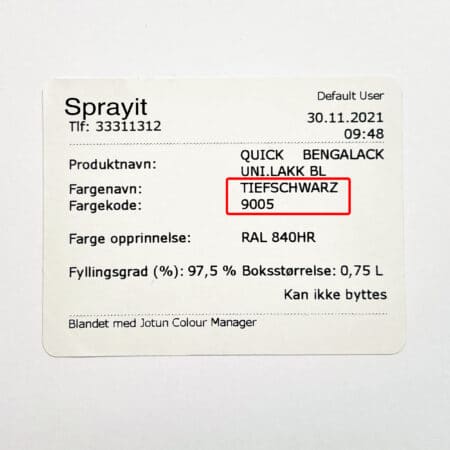 Sprayit
Default User
Tlf: 33311312
30.11.2021
09:48
Produktnavn: QUICK BENGALACK
UNI.LAKK BL
Fargenavn: TIEFSCHWARZ
Fargekode: 9005
Farge opprinnelse: RAL 840HR
Fyllingsgrad (%): 97,5 % Boksstørrelse: 0,75 L
Kan ikke byttes
Blandet med Jotun Colour Manager